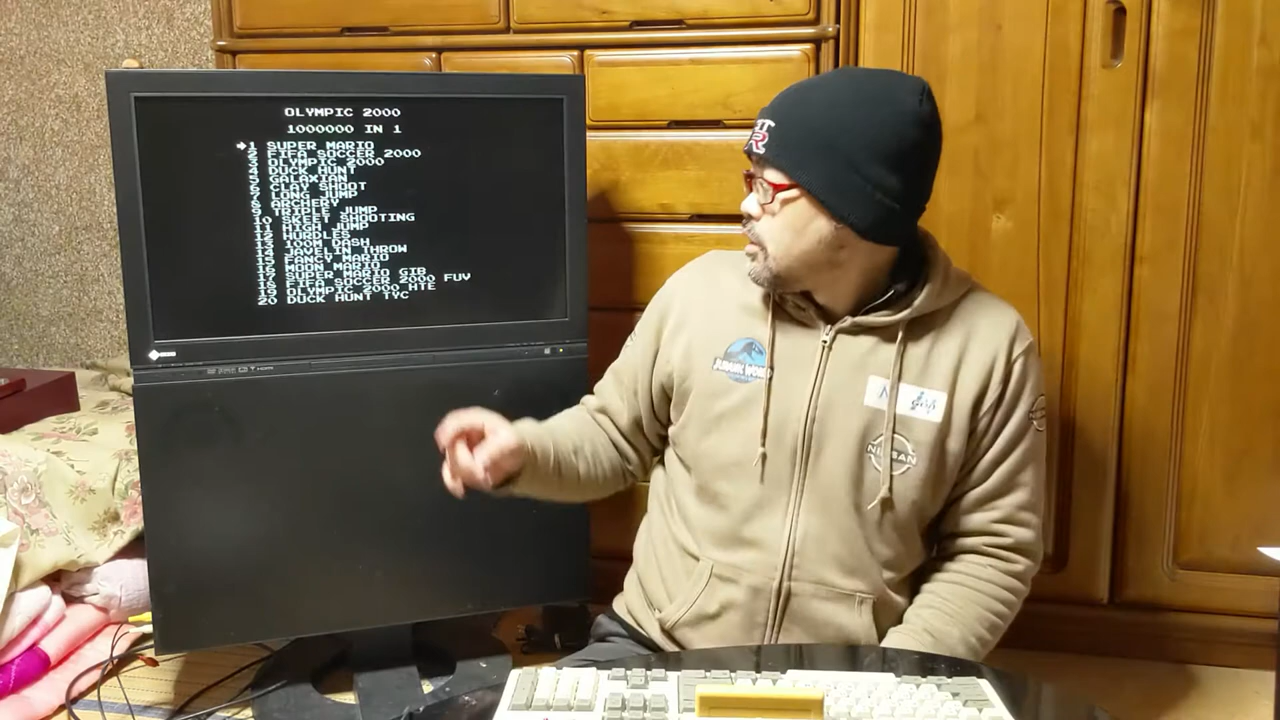 OLYMPIC 2000
1000000 IN 1
1 SUPER MARIO
2 FIFA SOCCER 2000
3 OLYMPIC 2000
4 DUCK HUNT
5 GALAXIAN
6 CLAY SHOOT
7 LONG JUMP
8 ARCHERY
9 TRIPLE JUMP
10 SKEET SHOOTING
11 HIGH JUMP
12 HURDLES
13 100M DASH
14 JAVELIN THROW
15 FANCY MARIO
16 MOON MARIO
17 SUPER MARIO GIB
18 FIFA SOCCER 2000 FUV
19 OLYMPIC 2000 HTE
20 DUCK HUNT TYC
JURASSIC WORLD
NISSAN